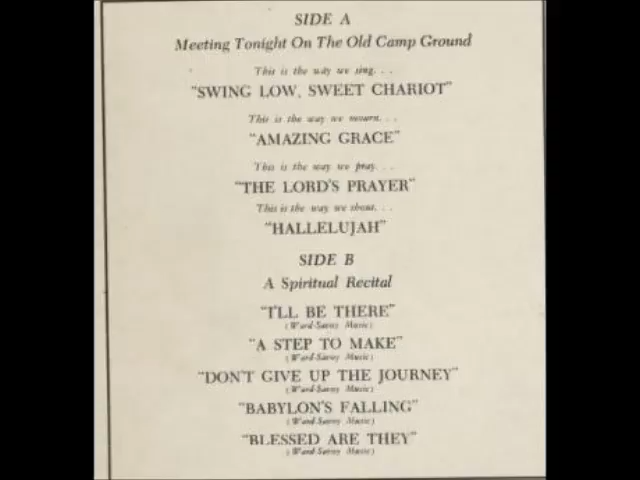 SIDE A
Meeting Tonight On The Old Camp Ground
This is the way we sing. . .
"SWING LOW, SWEET CHARIOT"
This is the way we mourn. . .
"AMAZING GRACE"
This is the way we pray. . .
"THE LORD'S PRAYER"
This is the way we shout. . .
"HALLELUJAH"
SIDE B
A Spiritual Recital
"I'LL BE THERE"
(Ward-Savoy Music)
"A STEP TO MAKE"
(Ward-Savoy Music)
"DON'T GIVE UP THE JOURNEY"
(Ward-Savoy Music)
"BABYLON'S FALLING"
(Ward-Savoy Music)
"BLESSED ARE THEY"
(Ward-Savoy Music)